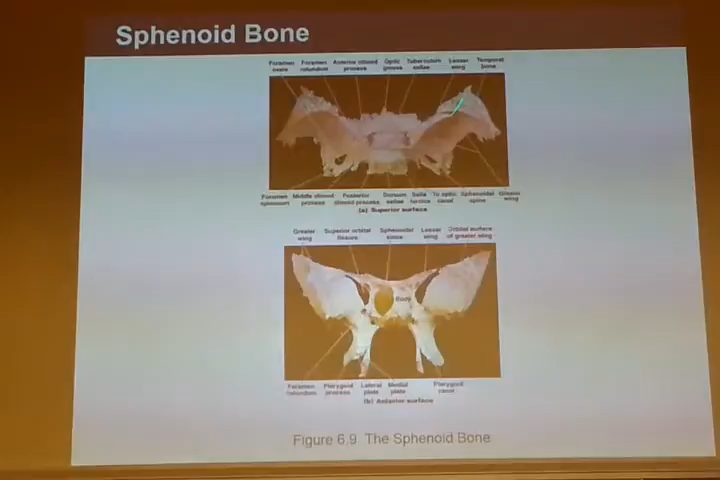 Sphenoid Bone
Foramen Foramen Anterior clinoid Optic Tuberculum Lesser Temporal
ovale rotundum process groove sellae wing bone
Foramen Middle clinoid Posterior Dorsum Sella To optic Sphenoidal Greater
spinosum process clinoid process sellae turcica canal spine wing
(a) Superior surface
Greater Superior orbital Sphenoidal Lesser Orbital surface
wing fissure sinus wing of greater wing
Body
Foramen Pterygoid Lateral Medial Pterygoid
rotundum process plate plate canal
(b) Anterior surface
Figure 6.9 The Sphenoid Bone